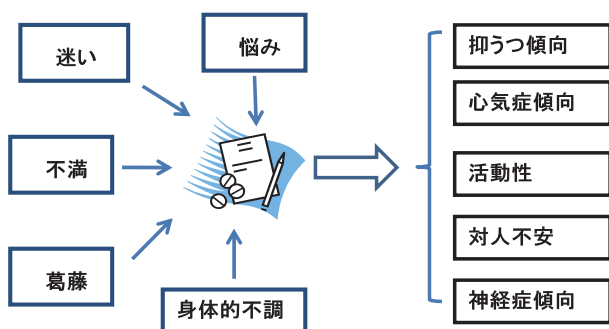 迷い
悩み
不満
葛藤
身体的不調
抑うつ傾向
心気症傾向
活動性
対人不安
神経症傾向